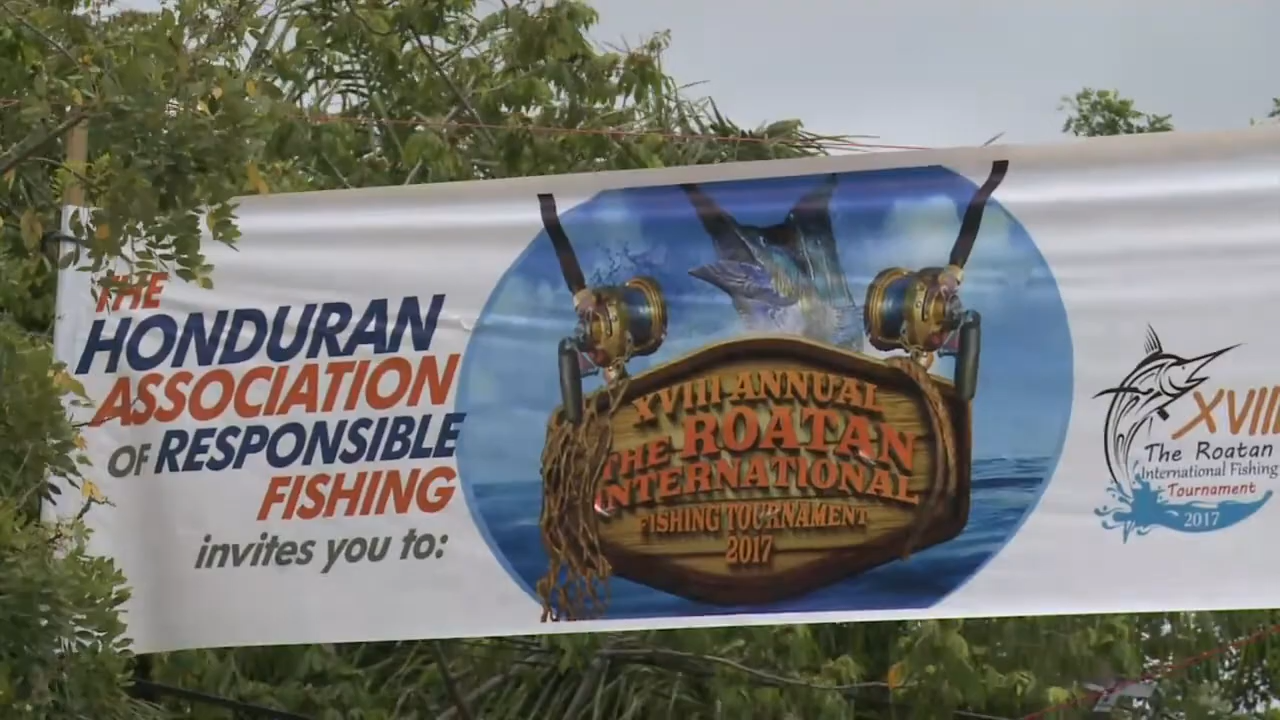 THE
HONDURAN
ASSOCIATION
OF RESPONSIBLE
FISHING
invites you to:
XVIII ANNUAL
THE ROATAN
INTERNATIONAL
FISHING TOURNAMENT
2017
XVIII
The Roatan
International Fishing
Tournament
2017